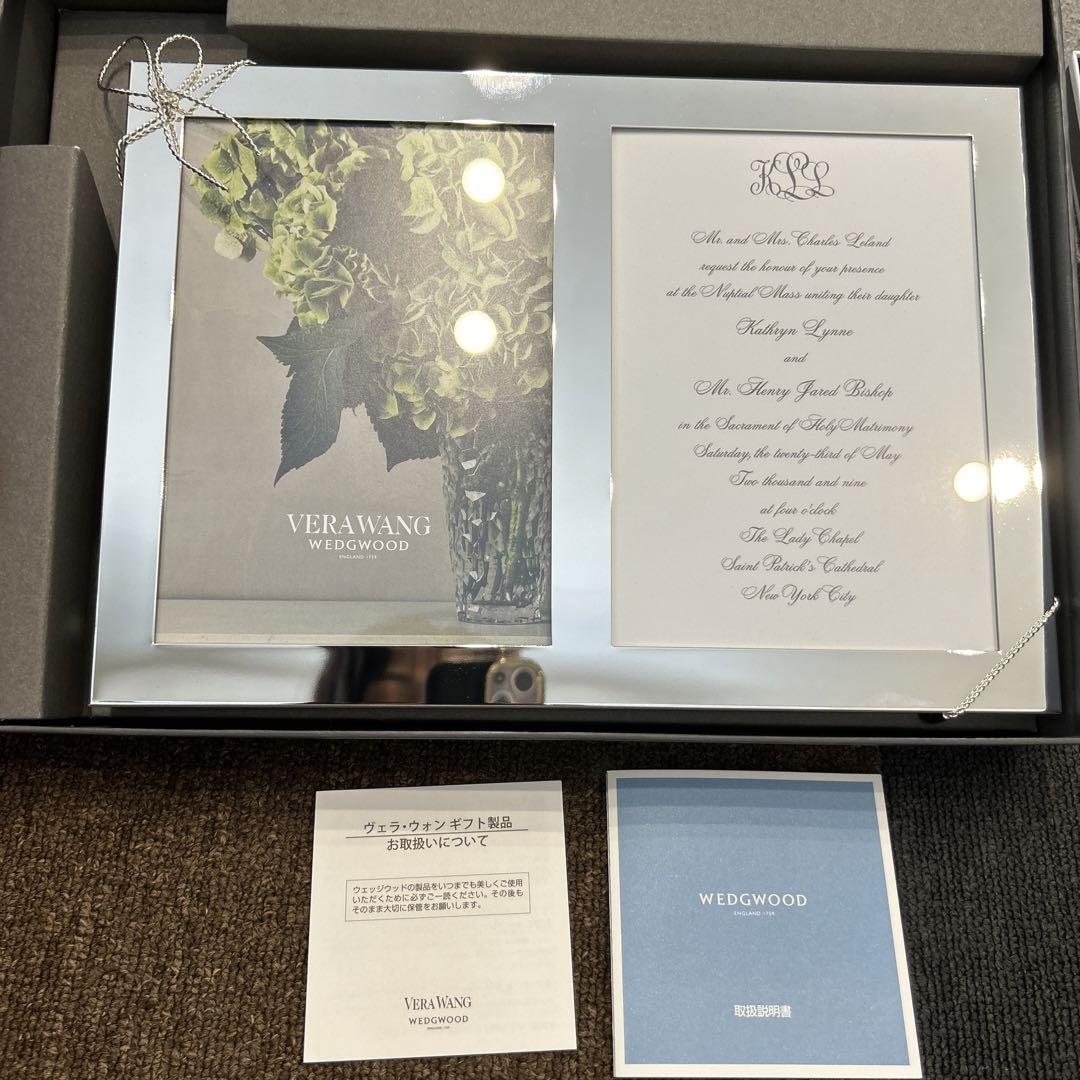 VERA WANG
WEDGWOOD
ENGLAND 1759
KLL
Mr. and Mrs. Charles Leland
request the honour of your presence
at the Nuptial Mass uniting their daughter
Kathryn Lynne
and
Mr. Henry Jared Bishop
in the Sacrament of Holy Matrimony
Saturday, the twenty-third of May
Two thousand and nine
at four o'clock
The Lady Chapel
Saint Patrick's Cathedral
New York City
ヴェラ・ウォン ギフト製品
お取扱いについて
ウェッジウッドの製品をいつまでも美しくご使用
いただくために必ずご一読ください。その後も
そのまま大切に保管をお願いします。
VERA WANG
WEDGWOOD
ENGLAND 1759
WEDGWOOD
ENGLAND 1759
取扱説明書